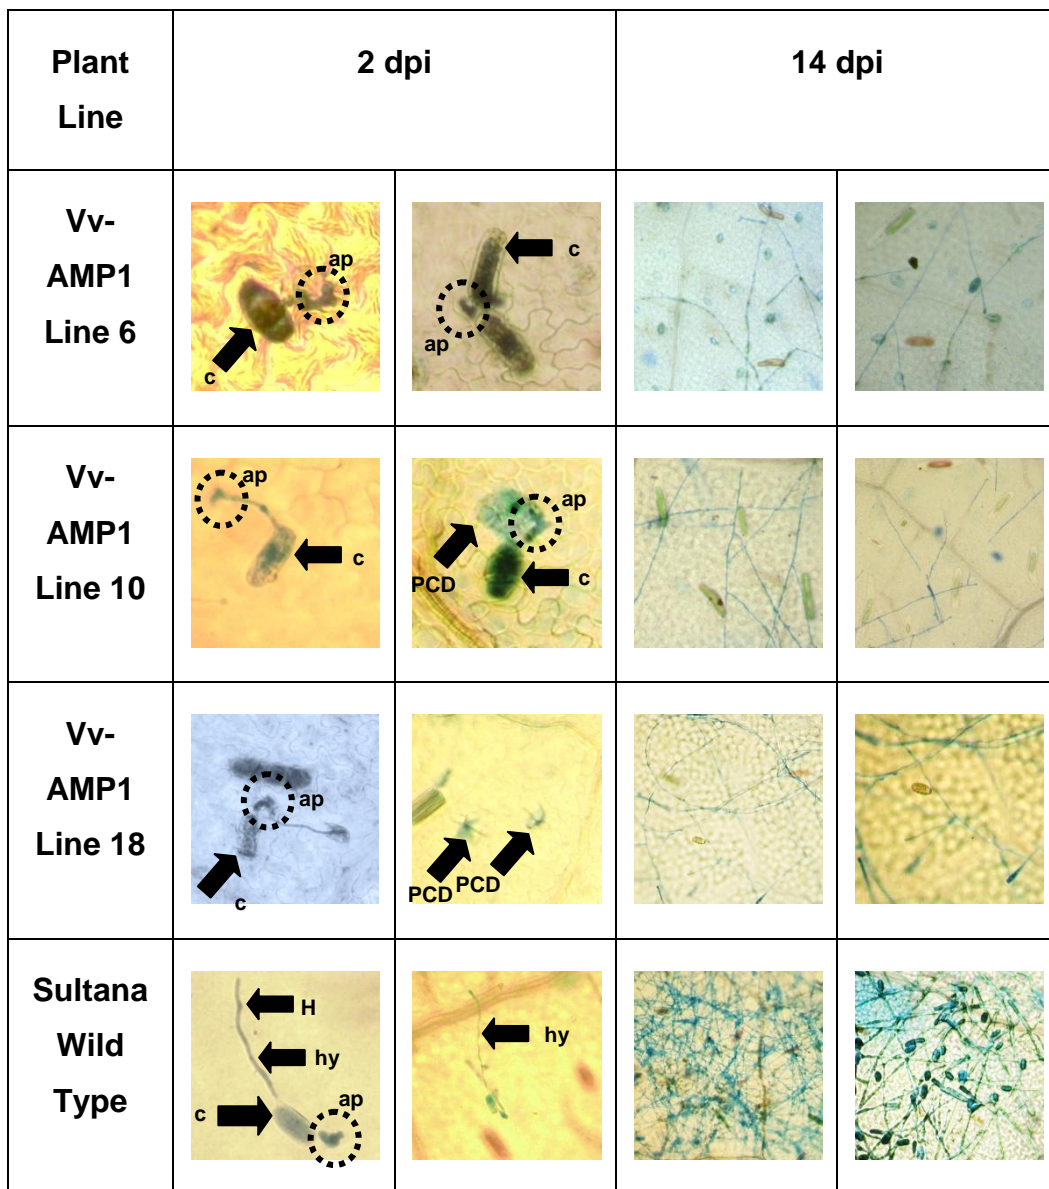 Plant
Line
2 dpi
14 dpi
Vv-
AMP1
Line 6
ap
c
c
ap
Vv-
AMP1
Line 10
ap
c
ap
PCD
c
Vv-
AMP1
Line 18
ap
c
PCD
PCD
Sultana
Wild
Type
H
hy
c
ap
hy